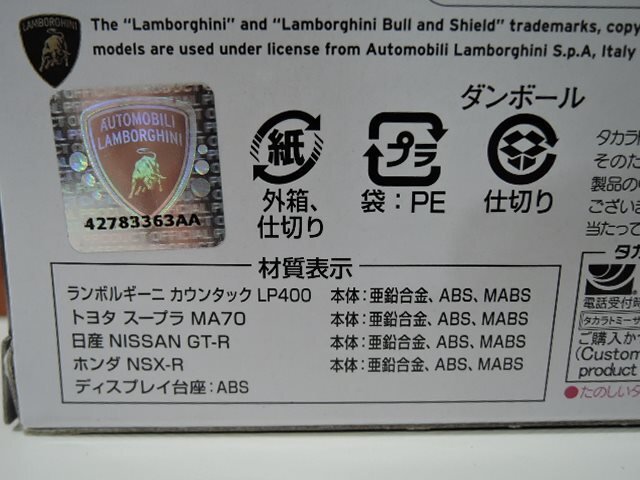 LAMBORGHINI
The "Lamborghini" and "Lamborghini Bull and Shield" trademarks, copy
models are used under license from Automobili Lamborghini S.p.A, Italy
AUTOMOBILI
LAMBORGHINI
42783363AA
紙
外箱、
仕切り
プラ
袋：PE
ダンボール
仕切り
材質表示
ランボルギーニ カウンタック LP400 本体：亜鉛合金、ABS、MABS
トヨタ スープラ MA70 本体：亜鉛合金、ABS、MABS
日産 NISSAN GT-R 本体：亜鉛合金、ABS、MABS
ホンダ NSX-R 本体：亜鉛合金、ABS、MABS
ディスプレイ台座：ABS
タカラト
そのた
製品の
ござい
当たって
タカ
電話受付時
タカラトミーサ
ご購入か
(Custom
product
●たのしいタ